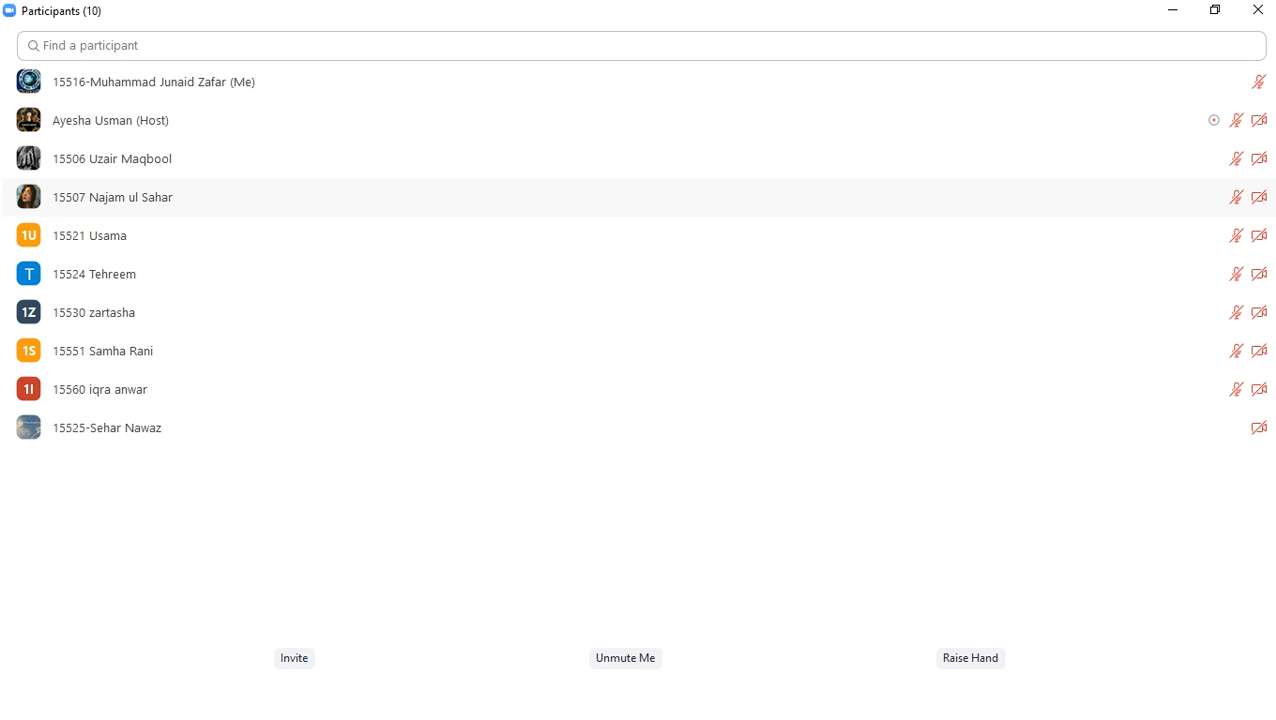 Participants (10)
Find a participant
15516-Muhammad Junaid Zafar (Me)
Ayesha Usman (Host)
15506 Uzair Maqbool
15507 Najam ul Sahar
1U 15521 Usama
T 15524 Tehreem
1Z 15530 zartasha
1S 15551 Samha Rani
1I 15560 iqra anwar
15525-Sehar Nawaz
Invite Unmute Me Raise Hand